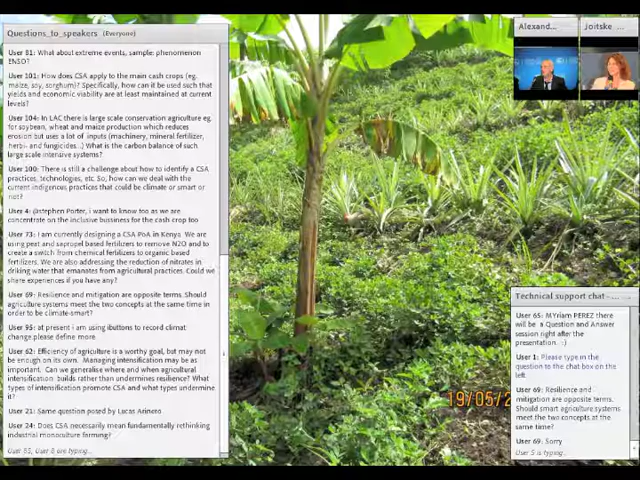 Questions_to_speakers (Everyone)
User 81: What about extreme events, sample: phenomenon
ENSO?
User 101: How does CSA apply to the main cash crops (eg.
maize, soy, sorghum)? Specifically, how can it be used such that
yields and economic viability are at least maintained at current
levels?
User 104: In LAC there is large scale conservation agriculture eg.
for soybean, wheat and maize production which reduces
erosion but uses a lot of inputs (machinery, mineral fertilizer,
herbi- and fungicides...) What is the carbon balance of such
large scale intensive systems?
User 100: There is still a challenge about how to identify a CSA
practices, technologies, etc. So, how can we deal with the
current indigenous practices that could be climate or smart or
not?
User 4: @stephen Porter, i want to know too as we are
concentrate on the inclusive bussiness for the cash crop too
User 73: I am currently designing a CSA PoA in Kenya. We are
using peat and sapropel based fertilizers to remove N2O and to
create a switch from chemical fertilizers to organic based
fertilizers. We are also addressing the reduction of nitrates in
driking water that emanates from agricultural practices. Could we
share experiences if you have any?
User 69: Resilience and mitigation are opposite terms. Should
agriculture systems meet the two concepts at the same time in
order to be climate-smart?
User 95: at present i am using ibuttons to record climat
change.please define more
User 62: Efficiency of agriculture is a worthy goal, but may not
be enough on its own. Managing intensification may be as
important. Can we generalise where and when agricultural
intensification builds rather than undermines resilience? What
types of intensification promote CSA and what types undermine
it?
User 21: Same question posed by Lucas Arinero
User 24: Does CSA necessarily mean fundamentally rethinking
industrial monoculture farming?
User 65, User 8 are typing...
Alexand...
Joitske ...
19/05/2
Technical support chat - ...
User 65: MYriam PEREZ there
will be a Question and Answer
session right after the
presentation. :)
User 1: Please type in the
question to the chat box on the
left.
User 69: Resilience and
mitigation are opposite terms.
Should smart agriculture systems
meet the two concepts at the
same time?
User 69: Sorry
User 5 is typing...